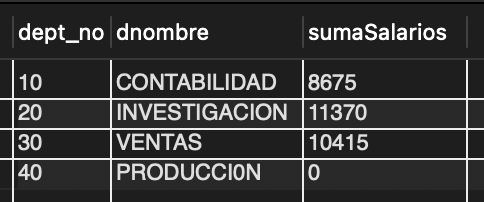 dept_no dnombre sumaSalarios
10 CONTABILIDAD 8675
20 INVESTIGACION 11370
30 VENTAS 10415
40 PRODUCCI0N 0